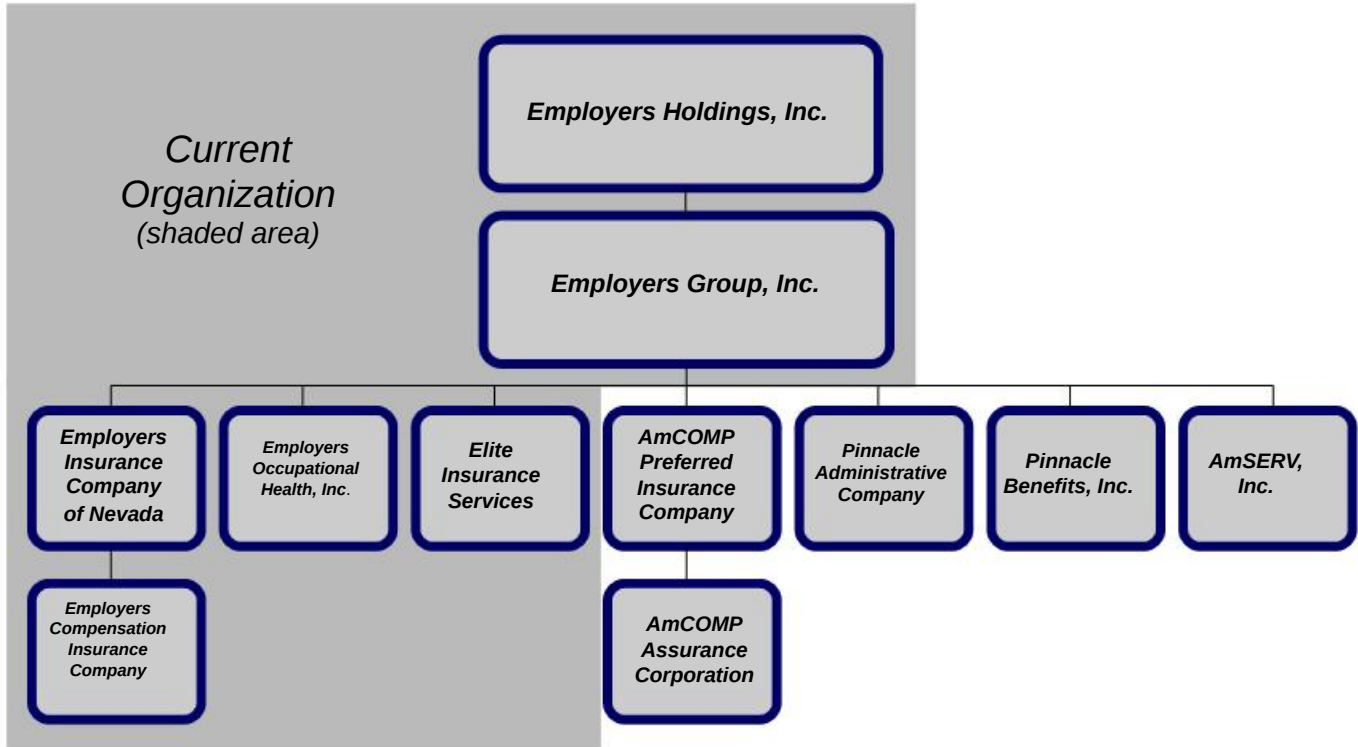 Employers Holdings, Inc.
Current
Organization
(shaded area)
Employers Group, Inc.
Employers
Insurance
Company
of Nevada
Employers
Occupational
Health, Inc.
Elite
Insurance
Services
AmCOMP
Preferred
Insurance
Company
Pinnacle
Administrative
Company
Pinnacle
Benefits, Inc.
AmSERV,
Inc.
Employers
Compensation
Insurance
Company
AmCOMP
Assurance
Corporation